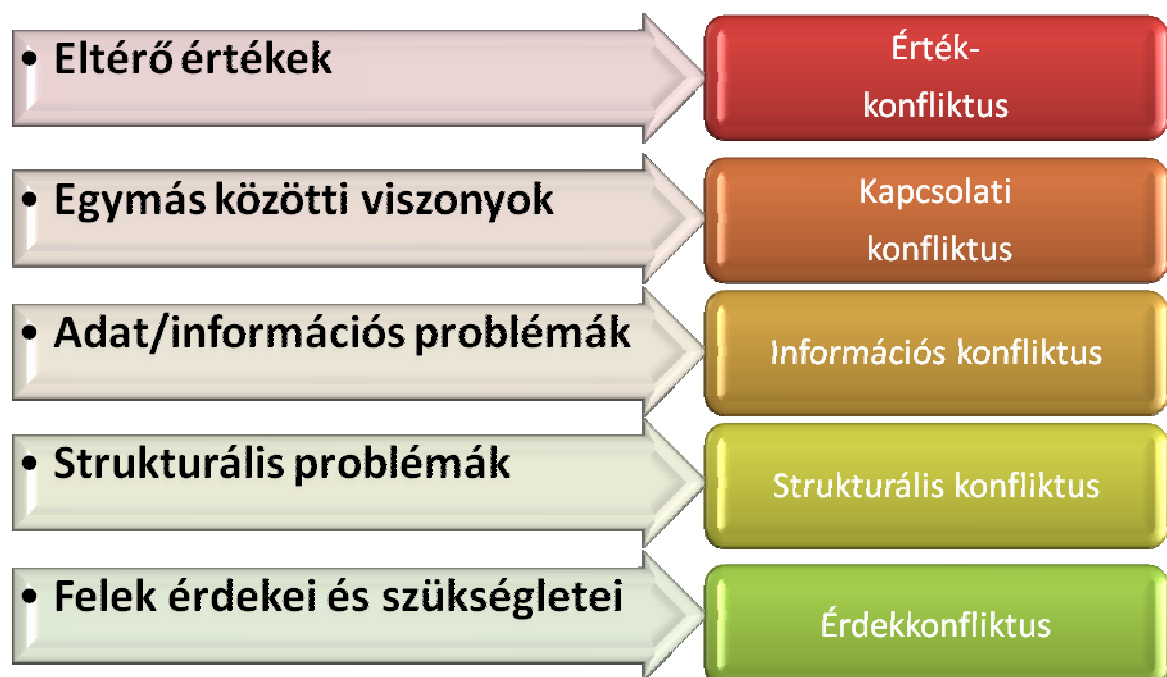 • Eltérő értékek
Érték-
konfliktus
• Egymás közötti viszonyok
Kapcsolati
konfliktus
• Adat/információs problémák
Információs konfliktus
• Strukturális problémák
Strukturális konfliktus
• Felek érdekei és szükségletei
Érdekkonfliktus